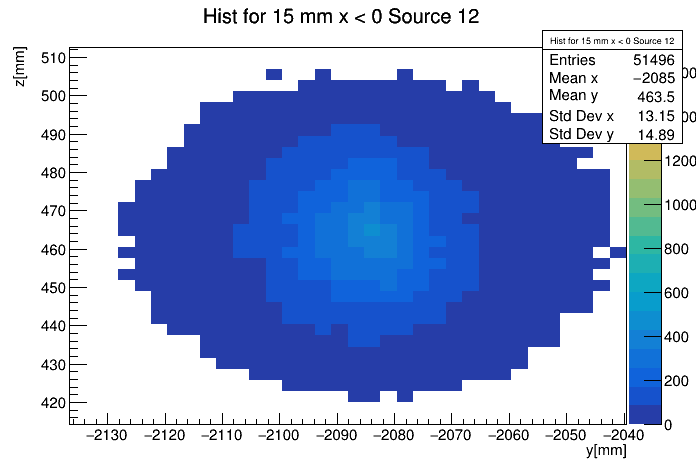 Hist for 15 mm x < 0 Source 12
Hist for 15 mm x < 0 Source 12
Entries 51496
Mean x −2085
Mean y 463.5
Std Dev x 13.15
Std Dev y 14.89
z[mm]
510
500
490
480
470
460
450
440
430
420
1200
1000
800
600
400
200
0
−2130 −2120 −2110 −2100 −2090 −2080 −2070 −2060 −2050 −2040
y[mm]